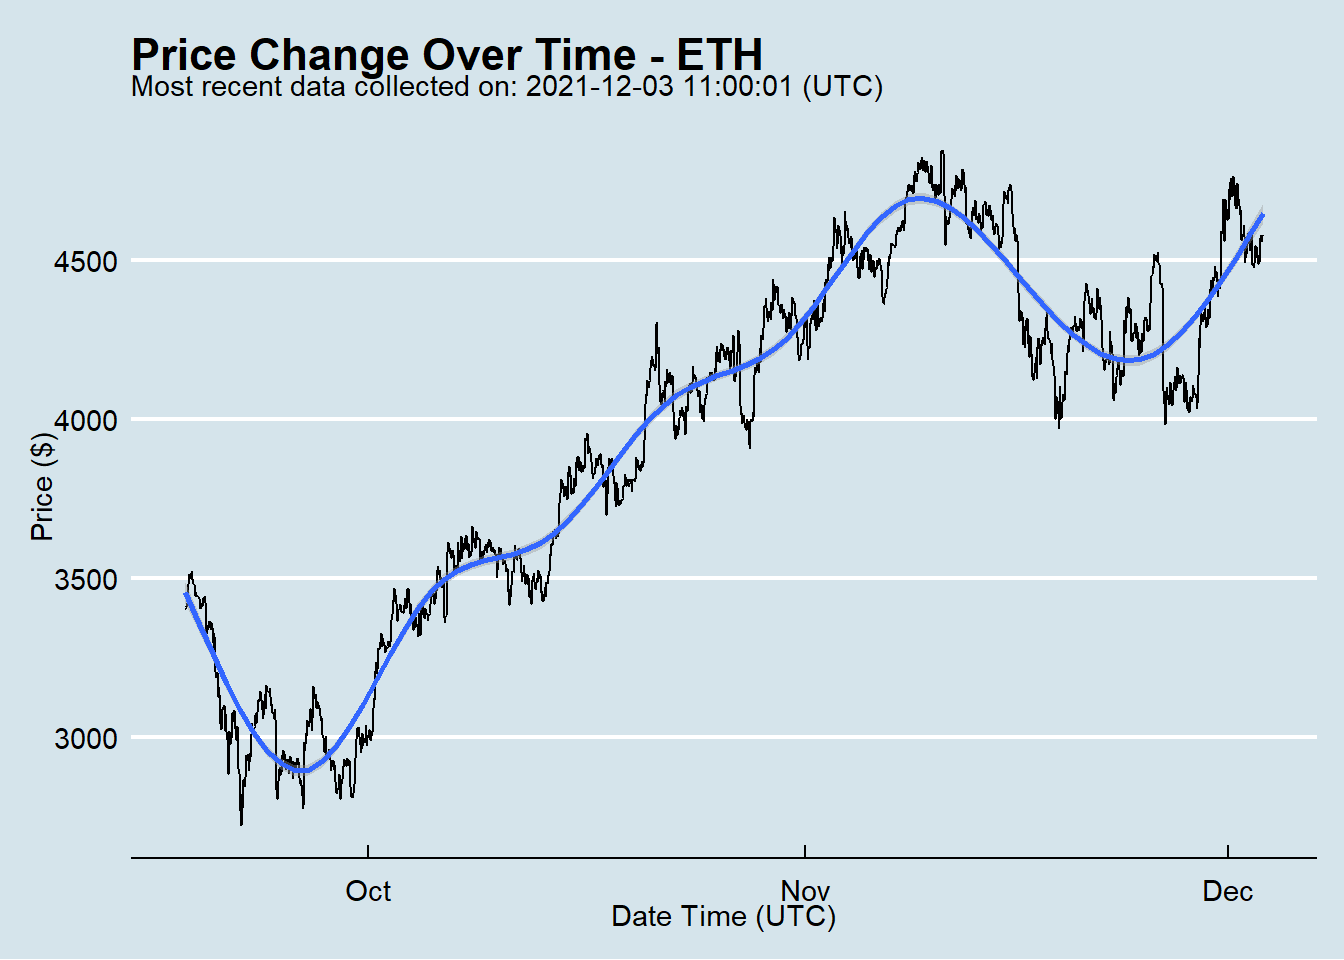 Price Change Over Time - ETH
Most recent data collected on: 2021-12-03 11:00:01 (UTC)
Price ($)
4500
4000
3500
3000
Oct
Nov
Dec
Date Time (UTC)